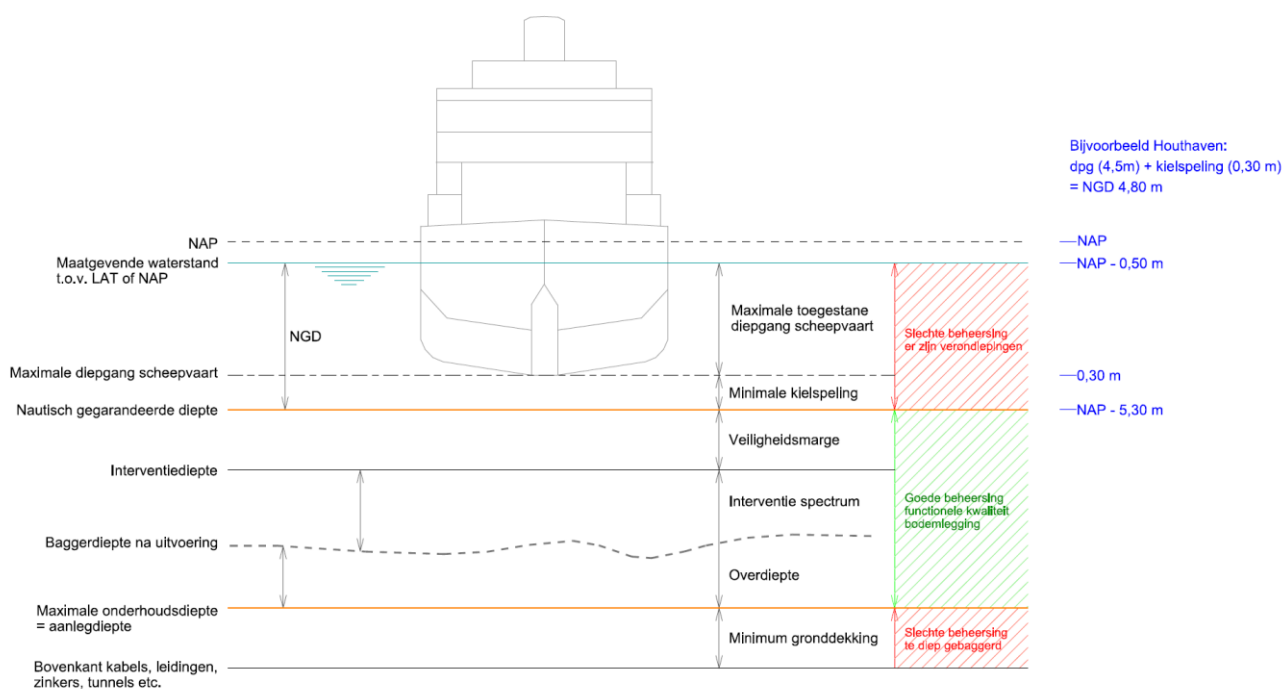 Bijvoorbeeld Houthaven:
dpg (4,5m) + kielspeling (0,30 m)
= NGD 4,80 m
NAP
NAP
Maatgevende waterstand
t.o.v. LAT of NAP
NAP - 0,50 m
NGD
Maximale toegestane
diepgang scheepvaart
Slechte beheersing
er zijn verondiepingen
Maximale diepgang scheepvaart
0,30 m
Minimale kielspeling
Nautisch gegarandeerde diepte
NAP - 5,30 m
Veiligheidsmarge
Interventiediepte
Interventie spectrum
Goede beheersing
functionele kwaliteit
bodemlegging
Baggerdiepte na uitvoering
Overdiepte
Maximale onderhoudsdiepte
= aanlegdiepte
Minimum gronddekking
Slechte beheersing
te diep gebaggerd
Bovenkant kabels, leidingen,
zinkers, tunnels etc.